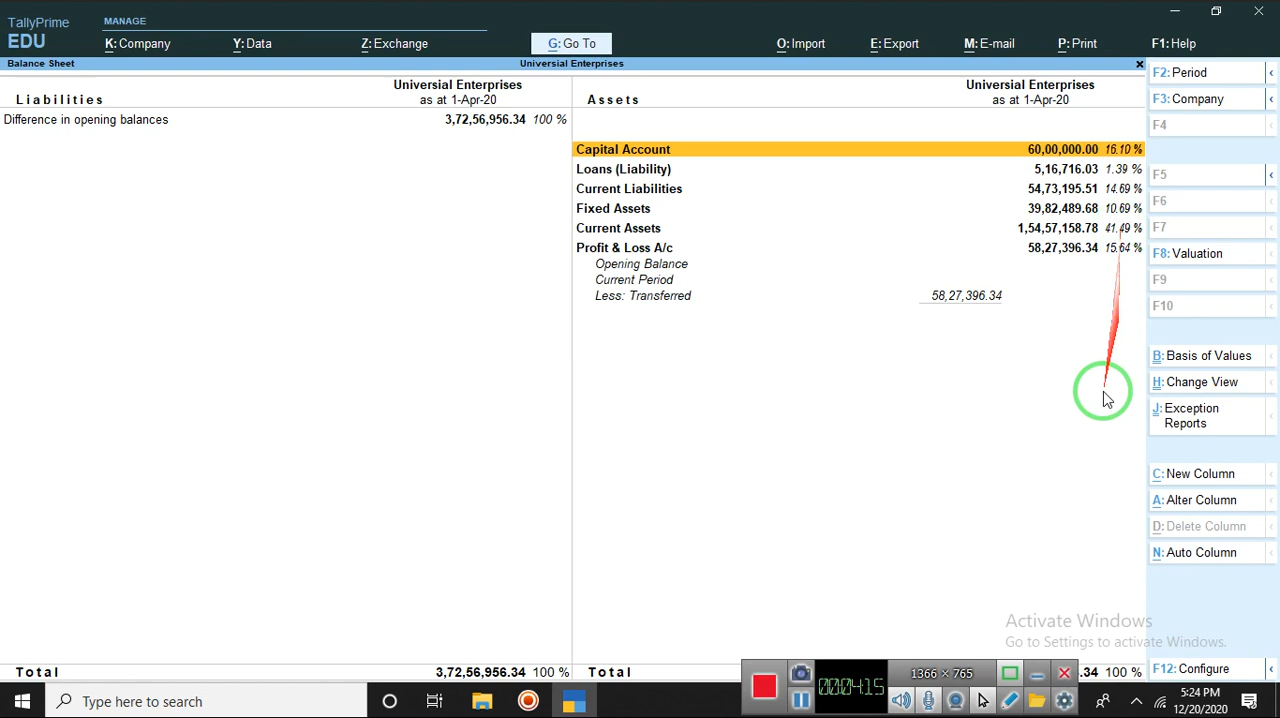 TallyPrime
EDU
MANAGE
K: Company
Y: Data
Z: Exchange
G: Go To
O: Import
E: Export
M: E-mail
P: Print
F1: Help
Balance Sheet
Universial Enterprises
Liabilities
Universial Enterprises
as at 1-Apr-20
Assets
Universial Enterprises
as at 1-Apr-20
Difference in opening balances 3,72,56,956.34 100 %
Capital Account 60,00,000.00 16.10 %
Loans (Liability) 5,16,716.03 1.39 %
Current Liabilities 54,73,195.51 14.69 %
Fixed Assets 39,82,489.68 10.69 %
Current Assets 1,54,57,158.78 41.49 %
Profit & Loss A/c 58,27,396.34 15.64 %
Opening Balance
Current Period
Less: Transferred 58,27,396.34
Total 3,72,56,956.34 100 %
Total .34 100 %
F2: Period
F3: Company
F4
F5
F6
F7
F8: Valuation
F9
F10
B: Basis of Values
H: Change View
J: Exception
Reports
C: New Column
A: Alter Column
D: Delete Column
N: Auto Column
F12: Configure
Activate Windows
Go to Settings to activate Windows.
1366 × 765
Type here to search
5:24 PM
12/20/2020